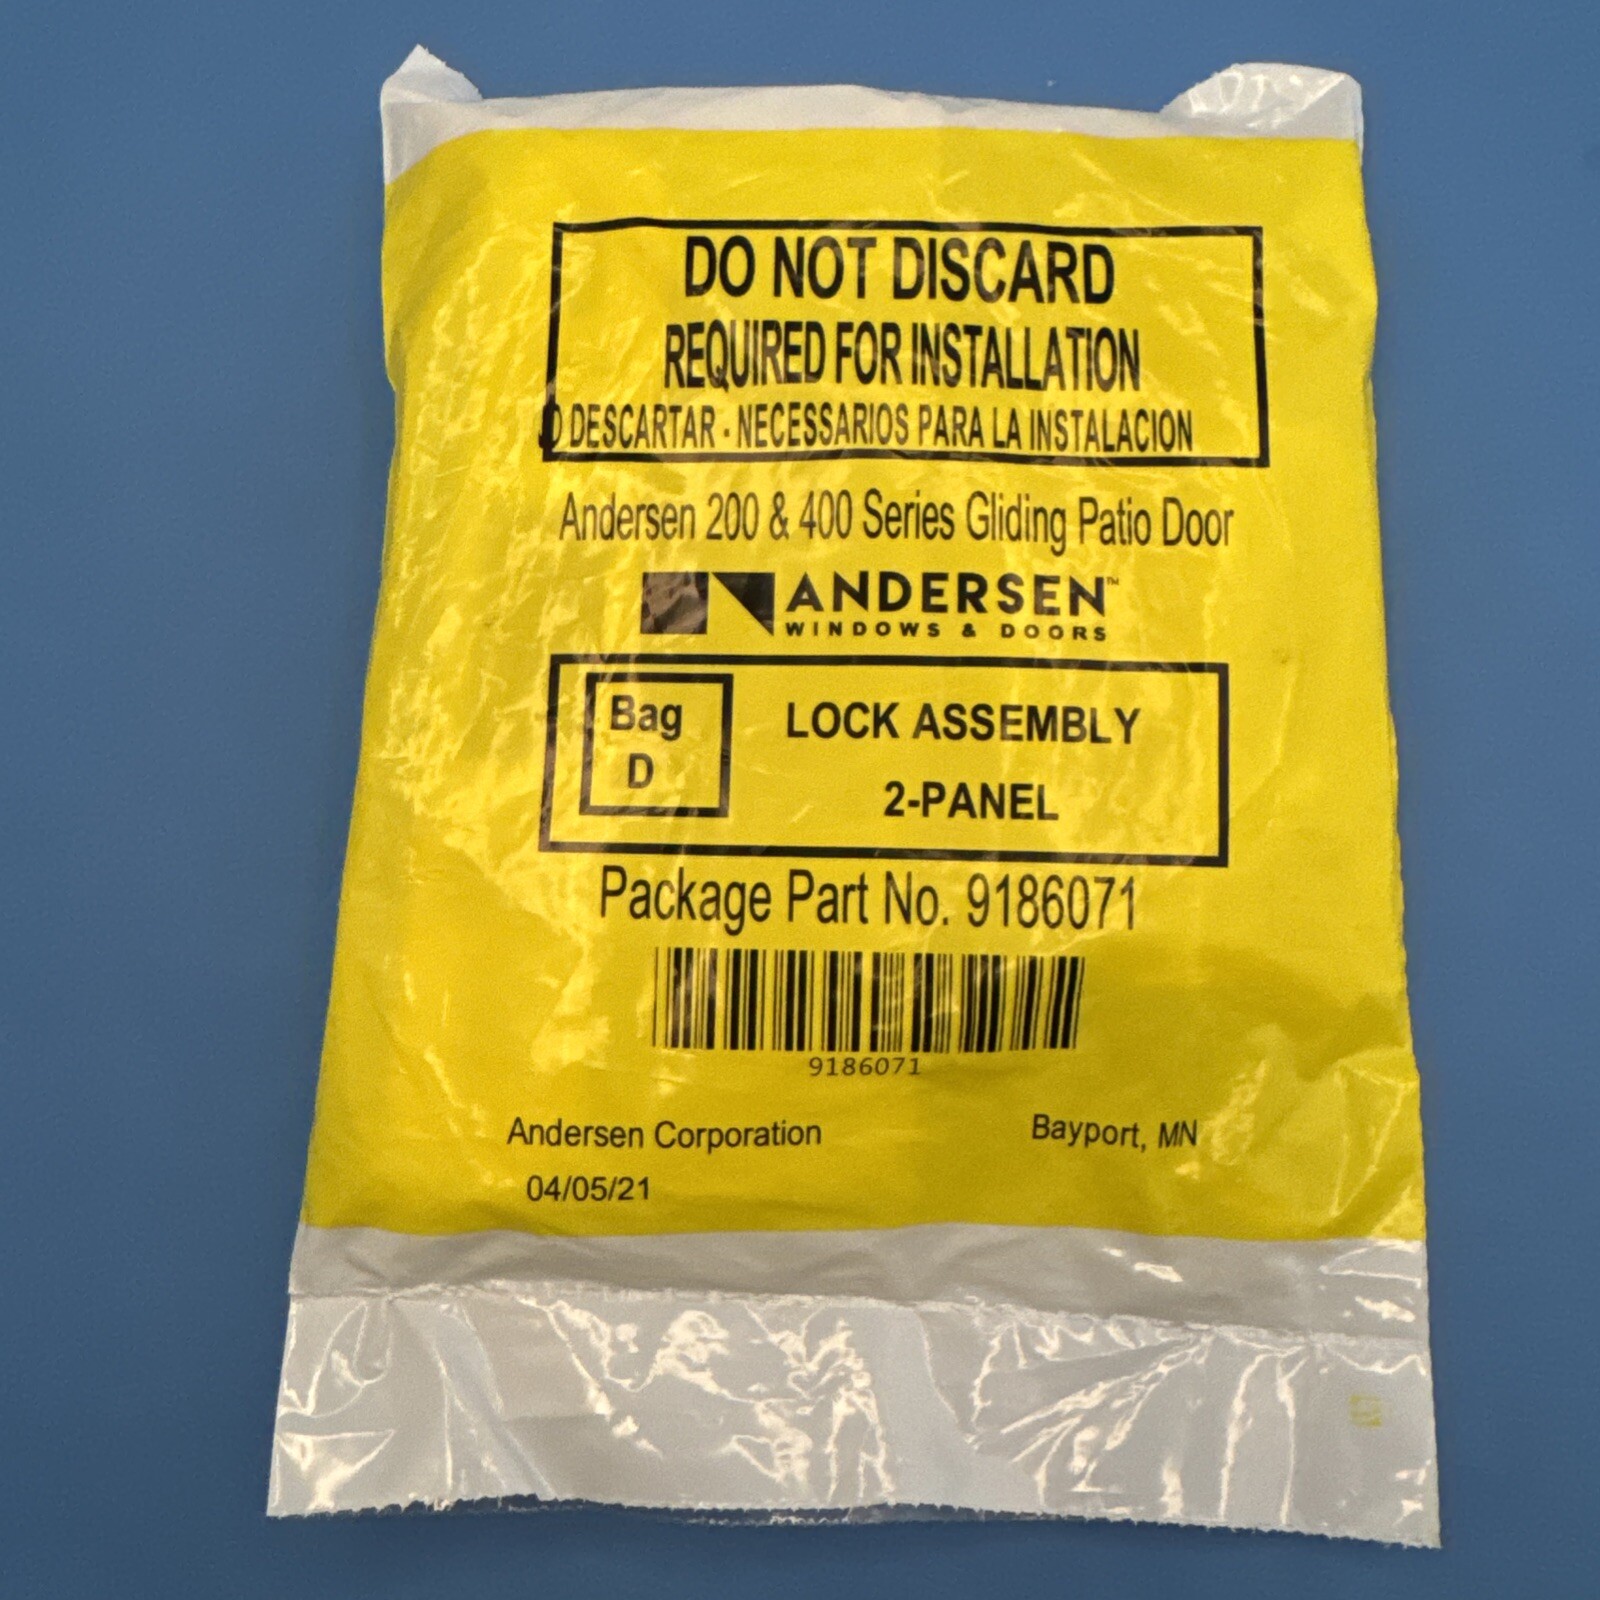 DO NOT DISCARD
REQUIRED FOR INSTALLATION
DESCARTAR - NECESSARIOS PARA LA INSTALACION
Andersen 200 & 400 Series Gliding Patio Door
ANDERSEN™
WINDOWS & DOORS
Bag
D
LOCK ASSEMBLY
2-PANEL
Package Part No. 9186071
9186071
Andersen Corporation
Bayport, MN
04/05/21